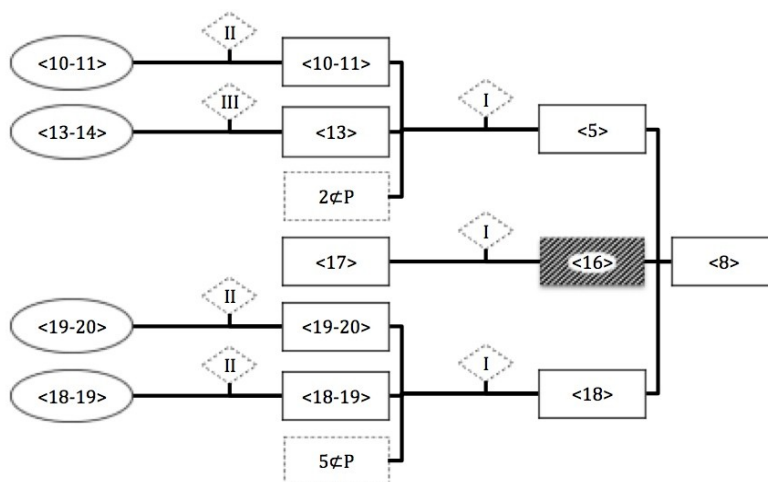 II
<10-11> <10-11>
III I
<13-14> <13> <5>
2⊄P
I
<17> <16> <8>
II
<19-20> <19-20>
II I
<18-19> <18-19> <18>
5⊄P